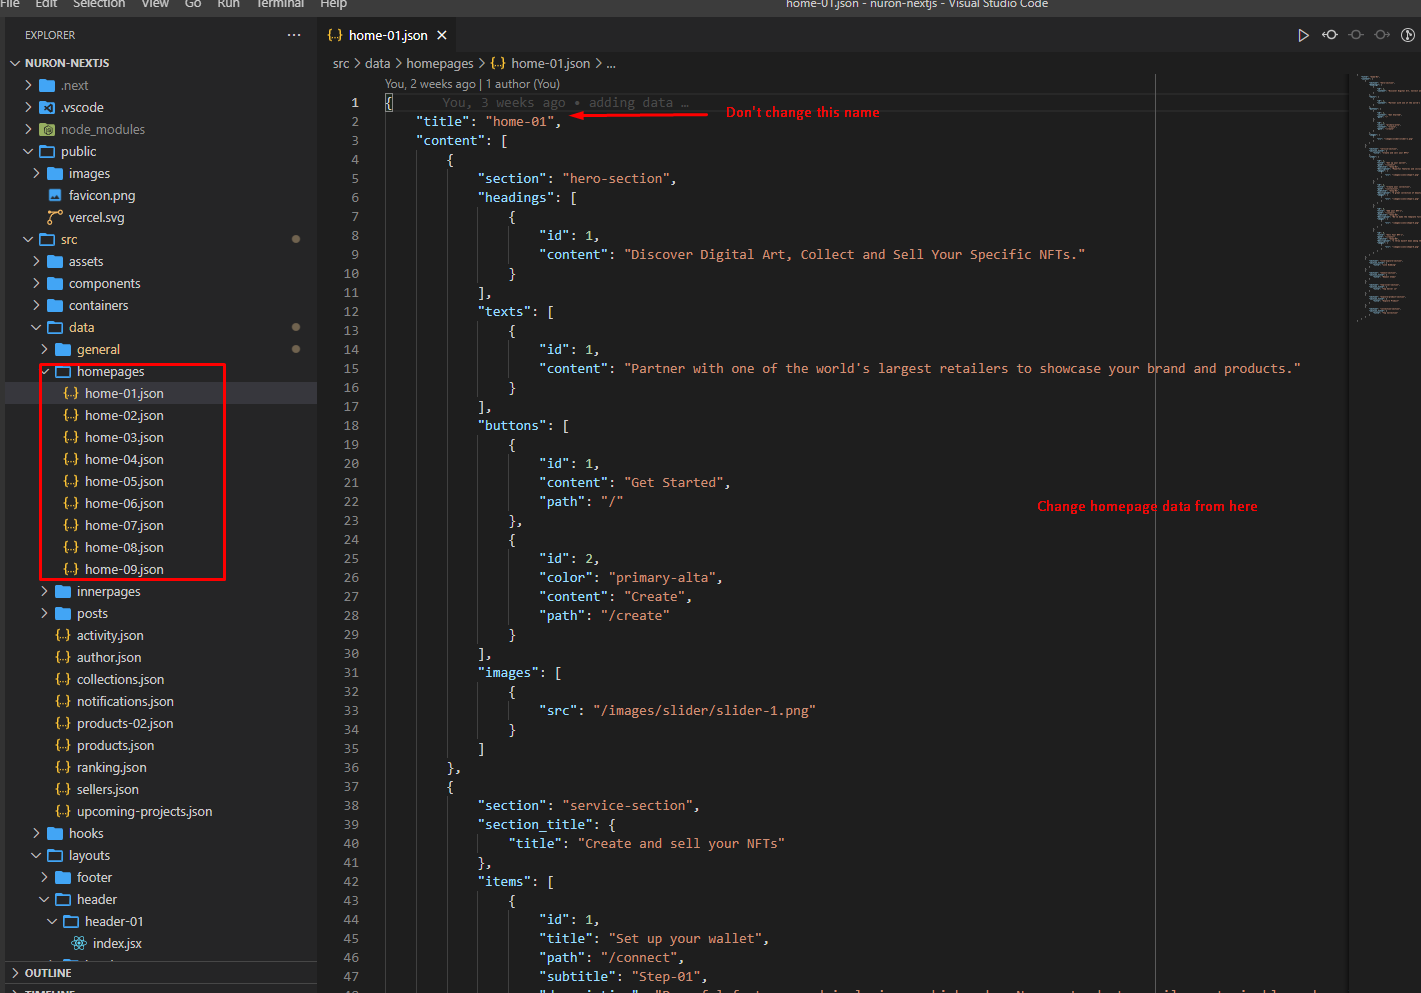 File Edit Selection View Go Run Terminal Help
home-01.json - nuron-nextjs - Visual Studio Code
EXPLORER
NURON-NEXTJS
.next
.vscode
node_modules
public
images
favicon.png
vercel.svg
src
assets
components
containers
data
general
homepages
home-01.json
home-02.json
home-03.json
home-04.json
home-05.json
home-06.json
home-07.json
home-08.json
home-09.json
innerpages
posts
activity.json
author.json
collections.json
notifications.json
products-02.json
products.json
ranking.json
sellers.json
upcoming-projects.json
hooks
layouts
footer
header
header-01
index.jsx
OUTLINE
TIMELINE
home-01.json
src > data > homepages > {..} home-01.json > ...
You, 2 weeks ago | 1 author (You)
1 { You, 3 weeks ago • adding data …
Don't change this name
2 "title": "home-01",
3 "content": [
4 {
5 "section": "hero-section",
6 "headings": [
7 {
8 "id": 1,
9 "content": "Discover Digital Art, Collect and Sell Your Specific NFTs."
10 }
11 ],
12 "texts": [
13 {
14 "id": 1,
15 "content": "Partner with one of the world's largest retailers to showcase your brand and products."
16 }
17 ],
18 "buttons": [
19 {
20 "id": 1,
21 "content": "Get Started",
22 "path": "/"
Change homepage data from here
23 },
24 {
25 "id": 2,
26 "color": "primary-alta",
27 "content": "Create",
28 "path": "/create"
29 }
30 ],
31 "images": [
32 {
33 "src": "/images/slider/slider-1.png"
34 }
35 ]
36 },
37 {
38 "section": "service-section",
39 "section_title": {
40 "title": "Create and sell your NFTs"
41 },
42 "items": [
43 {
44 "id": 1,
45 "title": "Set up your wallet",
46 "path": "/connect",
47 "subtitle": "Step-01",